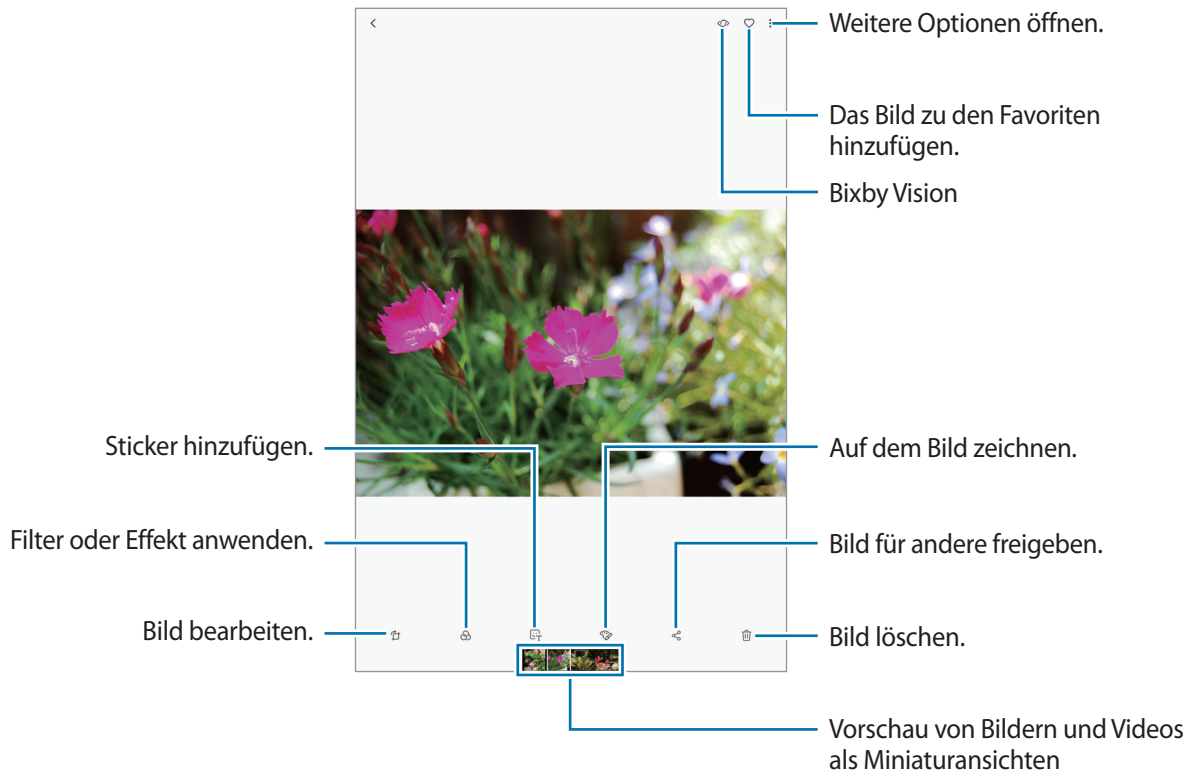 Weitere Optionen öffnen.
Das Bild zu den Favoriten
hinzufügen.
Bixby Vision
Sticker hinzufügen.
Auf dem Bild zeichnen.
Filter oder Effekt anwenden.
Bild für andere freigeben.
Bild bearbeiten.
Bild löschen.
Vorschau von Bildern und Videos
als Miniaturansichten